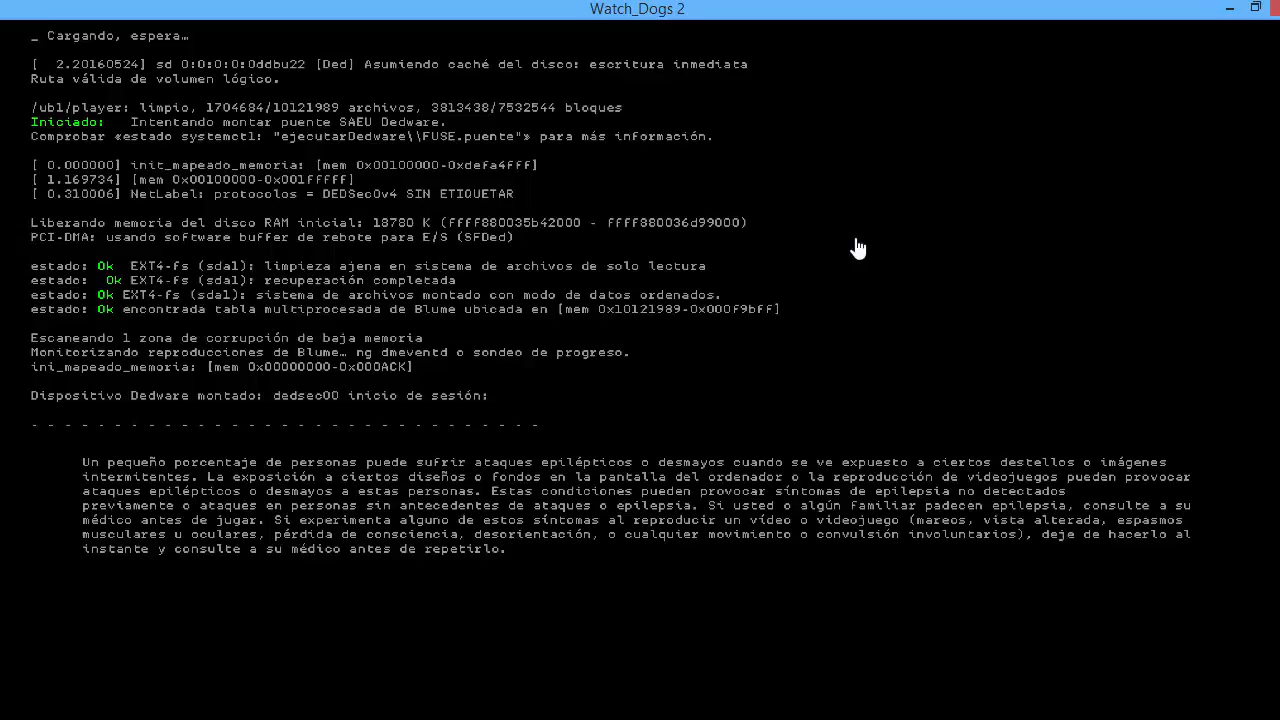 Watch_Dogs 2
_ Cargando, espera…
[  2.20160524] sd 0:0:0:0:0ddbu22 [Ded] Asumiendo caché del disco: escritura inmediata
Ruta válida de volumen lógico.
/ubi/player: limpio, 1704684/10121989 archivos, 3813438/7532544 bloques
Iniciado:   Intentando montar puente SAEU Dedware.
Comprobar «estado systemctl: "ejecutarDedware\\FUSE.puente"» para más información.
[ 0.000000] init_mapeado_memoria: [mem 0x00100000-0xdefa4fff]
[ 1.169734] [mem 0x00100000-0x001fffff]
[ 0.310006] NetLabel: protocolos = DEDSecOv4 SIN ETIQUETAR
Liberando memoria del disco RAM inicial: 18780 K (ffff880035b42000 - ffff880036d99000)
PCI-DMA: usando software buffer de rebote para E/S (SFDed)
estado: Ok  EXT4-fs (sda1): limpieza ajena en sistema de archivos de solo lectura
estado:  Ok EXT4-fs (sda1): recuperación completada
estado: Ok EXT4-fs (sda1): sistema de archivos montado con modo de datos ordenados.
estado: Ok encontrada tabla multiprocesada de Blume ubicada en [mem 0x10121989-0x000f9bff]
Escaneando 1 zona de corrupción de baja memoria
Monitorizando reproducciones de Blume… ng dmeventd o sondeo de progreso.
ini_mapeado_memoria: [mem 0x00000000-0x000ACK]
Dispositivo Dedware montado: dedsec00 inicio de sesión:
- - - - - - - - - - - - - - - - - - - - - - - - - - - - - - -
Un pequeño porcentaje de personas puede sufrir ataques epilépticos o desmayos cuando se ve expuesto a ciertos destellos o imágenes
intermitentes. La exposición a ciertos diseños o fondos en la pantalla del ordenador o la reproducción de videojuegos pueden provocar
ataques epilépticos o desmayos a estas personas. Estas condiciones pueden provocar síntomas de epilepsia no detectados
previamente o ataques en personas sin antecedentes de ataques o epilepsia. Si usted o algún familiar padecen epilepsia, consulte a su
médico antes de jugar. Si experimenta alguno de estos síntomas al reproducir un vídeo o videojuego (mareos, vista alterada, espasmos
musculares u oculares, pérdida de consciencia, desorientación, o cualquier movimiento o convulsión involuntarios), deje de hacerlo al
instante y consulte a su médico antes de repetirlo.